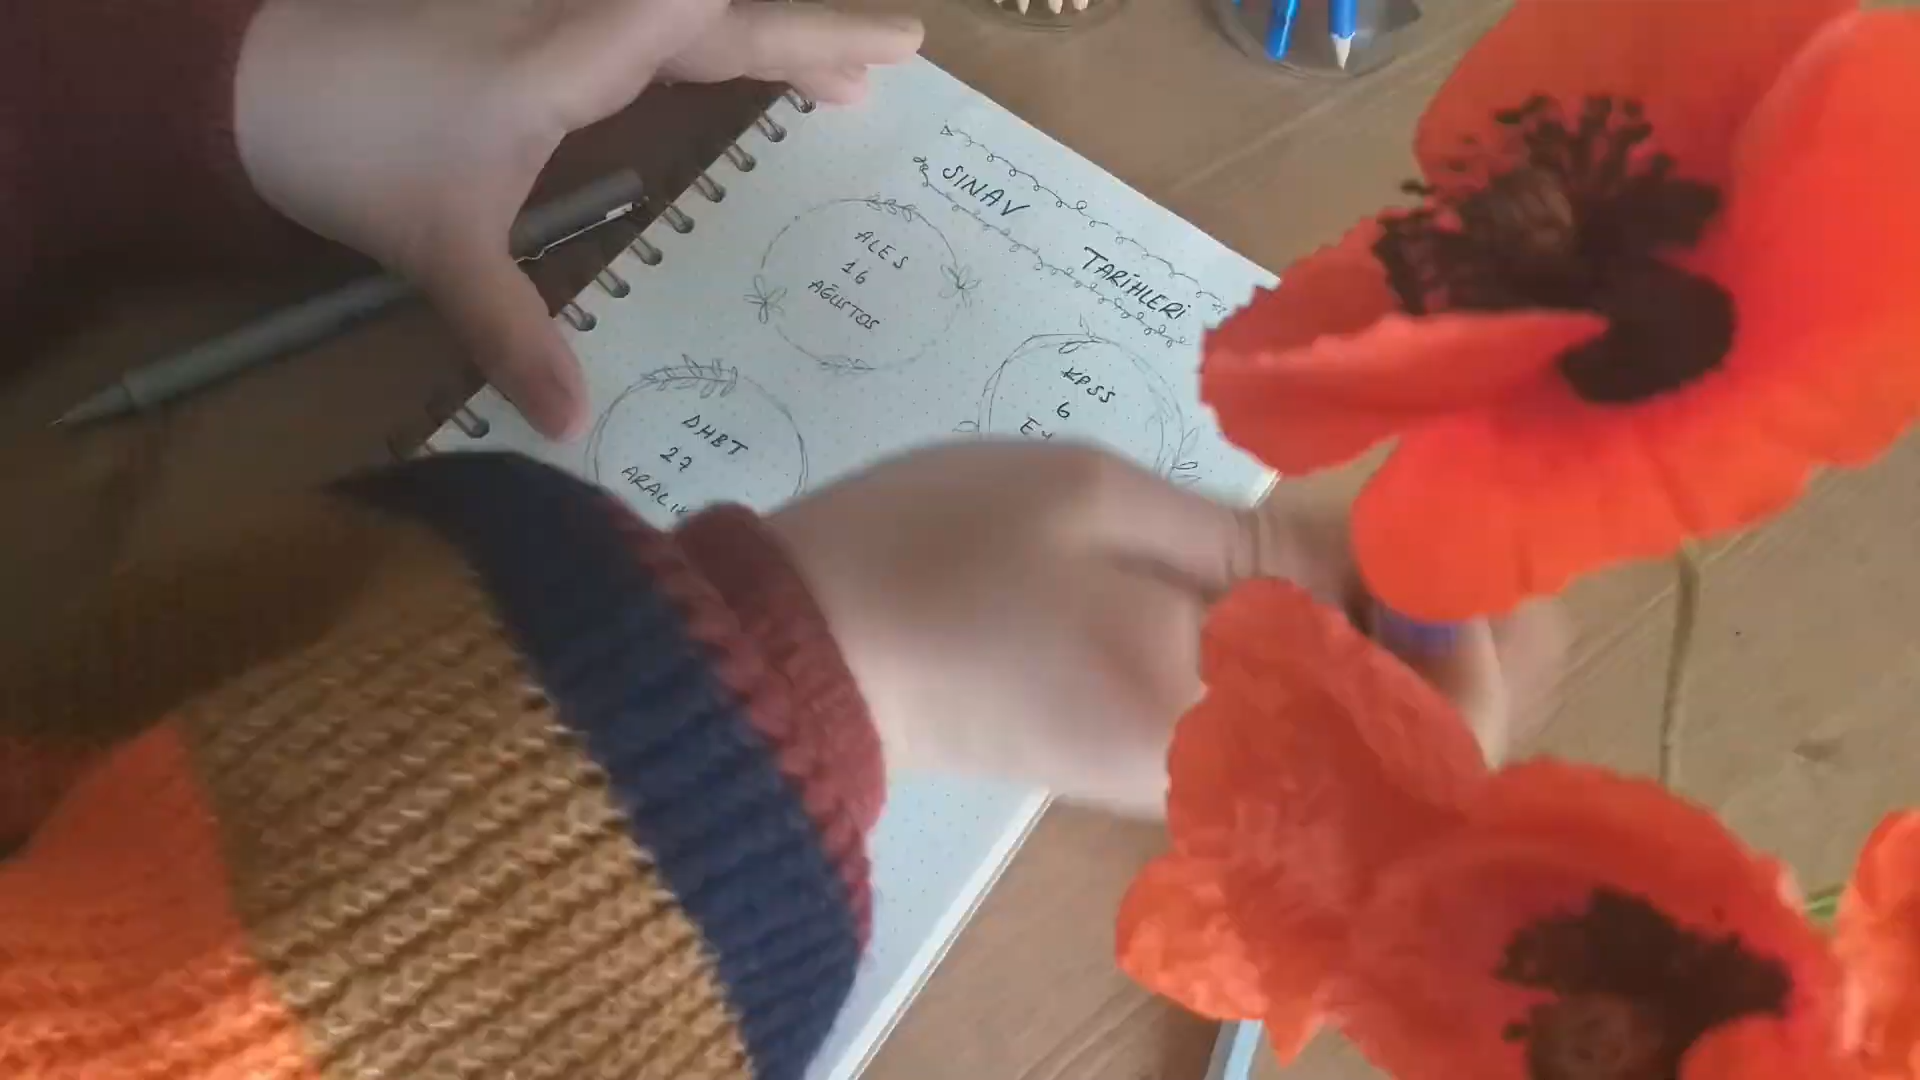 SINAV
TARİHLERİ
ALES
16
AĞUSTOS
KPSS
6
DHBT
27